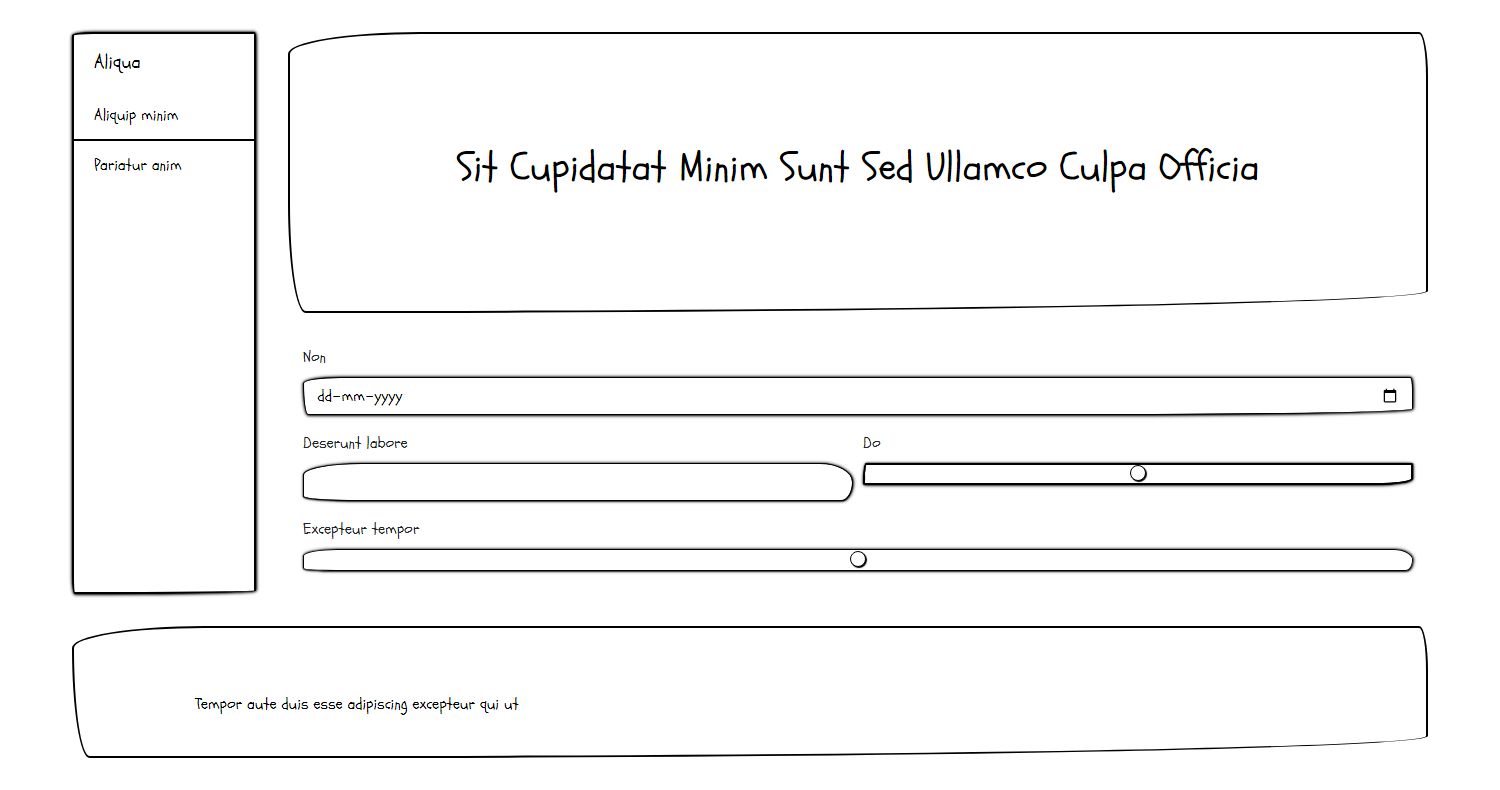 Aliqua
Aliquip minim
Pariatur anim
Sit Cupidatat Minim Sunt Sed Ullamco Culpa Officia
Non
dd-mm-yyyy
Deserunt labore
Do
Excepteur tempor
Tempor aute duis esse adipiscing excepteur qui ut